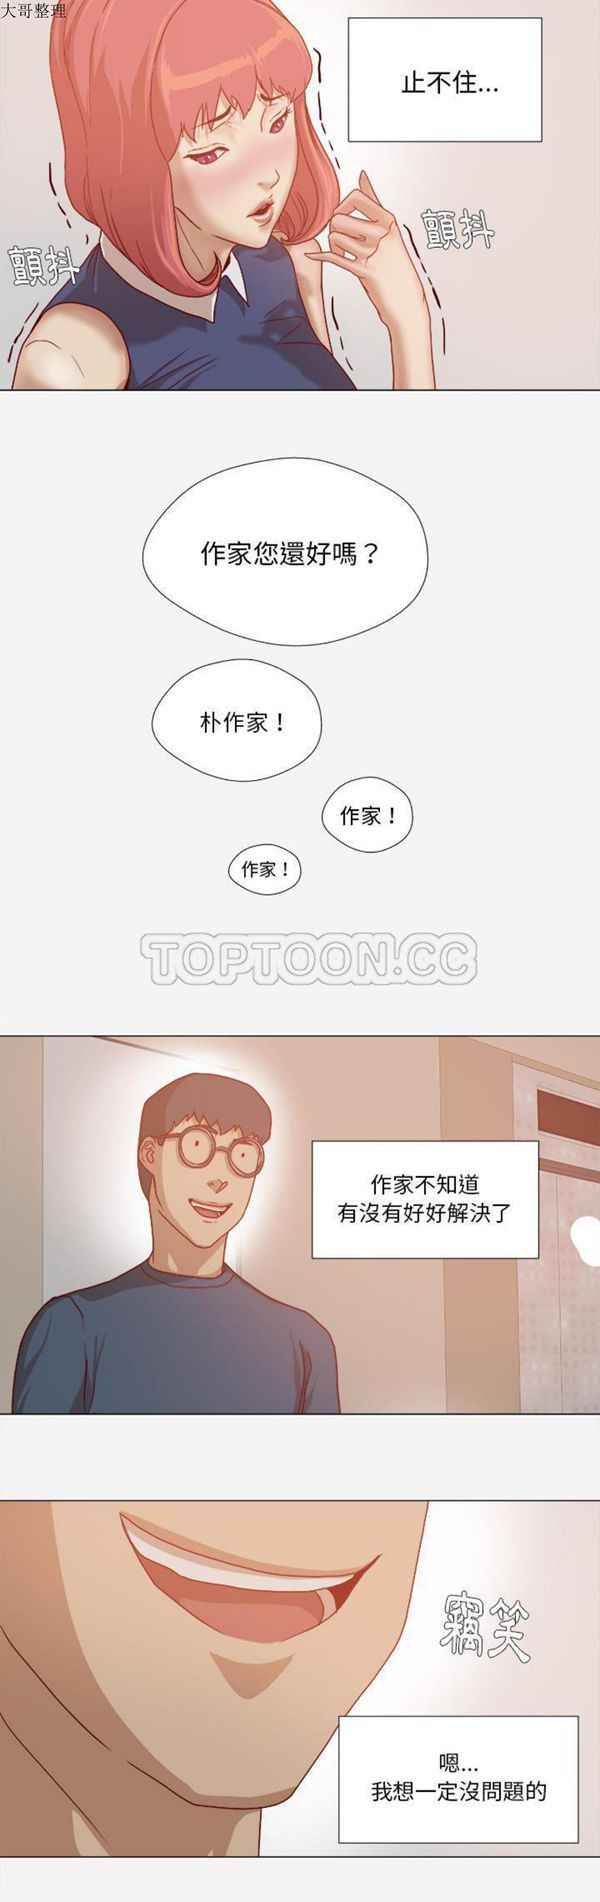 大哥整理
止不住...
顫抖
顫抖
作家您還好嗎？
朴作家！
作家！
作家！
TOPTOON.CC
作家不知道
有沒有好好解決了
竊笑
嗯...
我想一定沒問題的